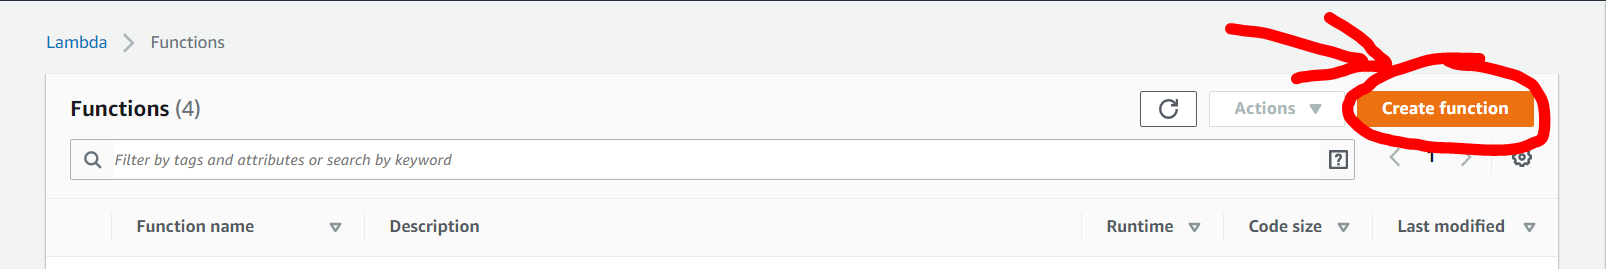 Lambda > Functions
Functions (4)
Actions
Create function
Filter by tags and attributes or search by keyword
?
1
Function name Description Runtime Code size Last modified